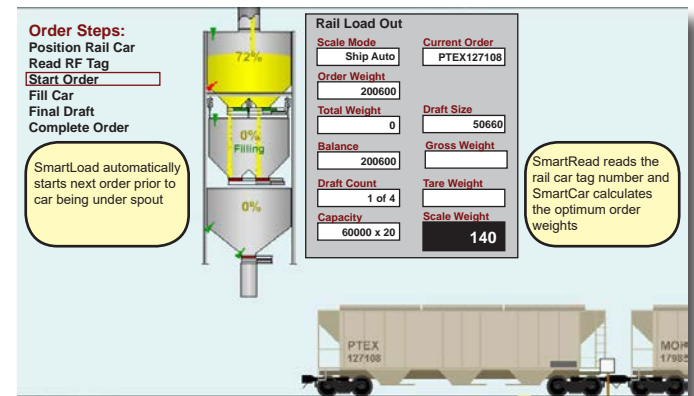 Order Steps:
Position Rail Car
Read RF Tag
Start Order
Fill Car
Final Draft
Complete Order
SmartLoad automatically
starts next order prior to
car being under spout
72%
0%
Filling
0%
Rail Load Out
Scale Mode
Ship Auto
Current Order
PTEX127108
Order Weight
200600
Total Weight
0
Draft Size
50660
Balance
200600
Gross Weight
Draft Count
1 of 4
Tare Weight
Capacity
60000 x 20
Scale Weight
140
SmartRead reads the
rail car tag number and
SmartCar calculates
the optimum order
weights
PTEX
127108
17985